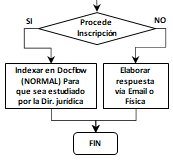 Procede
Inscripción
SI
NO
Indexar en Docflow
(NORMAL) Para
que sea estudiado
por la Dir. jurídica
Elaborar
respuesta
vía Email o
Física
FIN